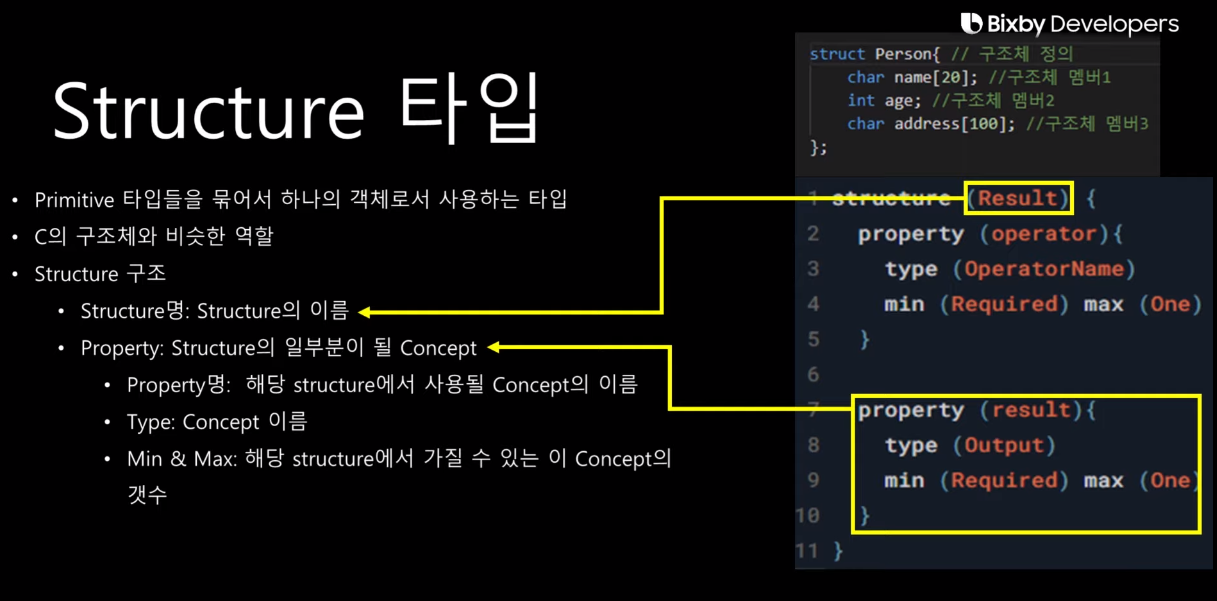 Bixby Developers
Structure 타입
• Primitive 타입들을 묶어서 하나의 객체로서 사용하는 타입
• C의 구조체와 비슷한 역할
• Structure 구조
• Structure명: Structure의 이름
• Property: Structure의 일부분이 될 Concept
• Property명: 해당 structure에서 사용될 Concept의 이름
• Type: Concept 이름
• Min & Max: 해당 structure에서 가질 수 있는 이 Concept의
갯수
struct Person{ // 구조체 정의
char name[20]; //구조체 멤버1
int age; //구조체 멤버2
char address[100]; //구조체 멤버3
};
1 structure (Result) {
2 property (operator){
3 type (OperatorName)
4 min (Required) max (One)
5 }
6
7 property (result){
8 type (Output)
9 min (Required) max (One)
10 }
11 }